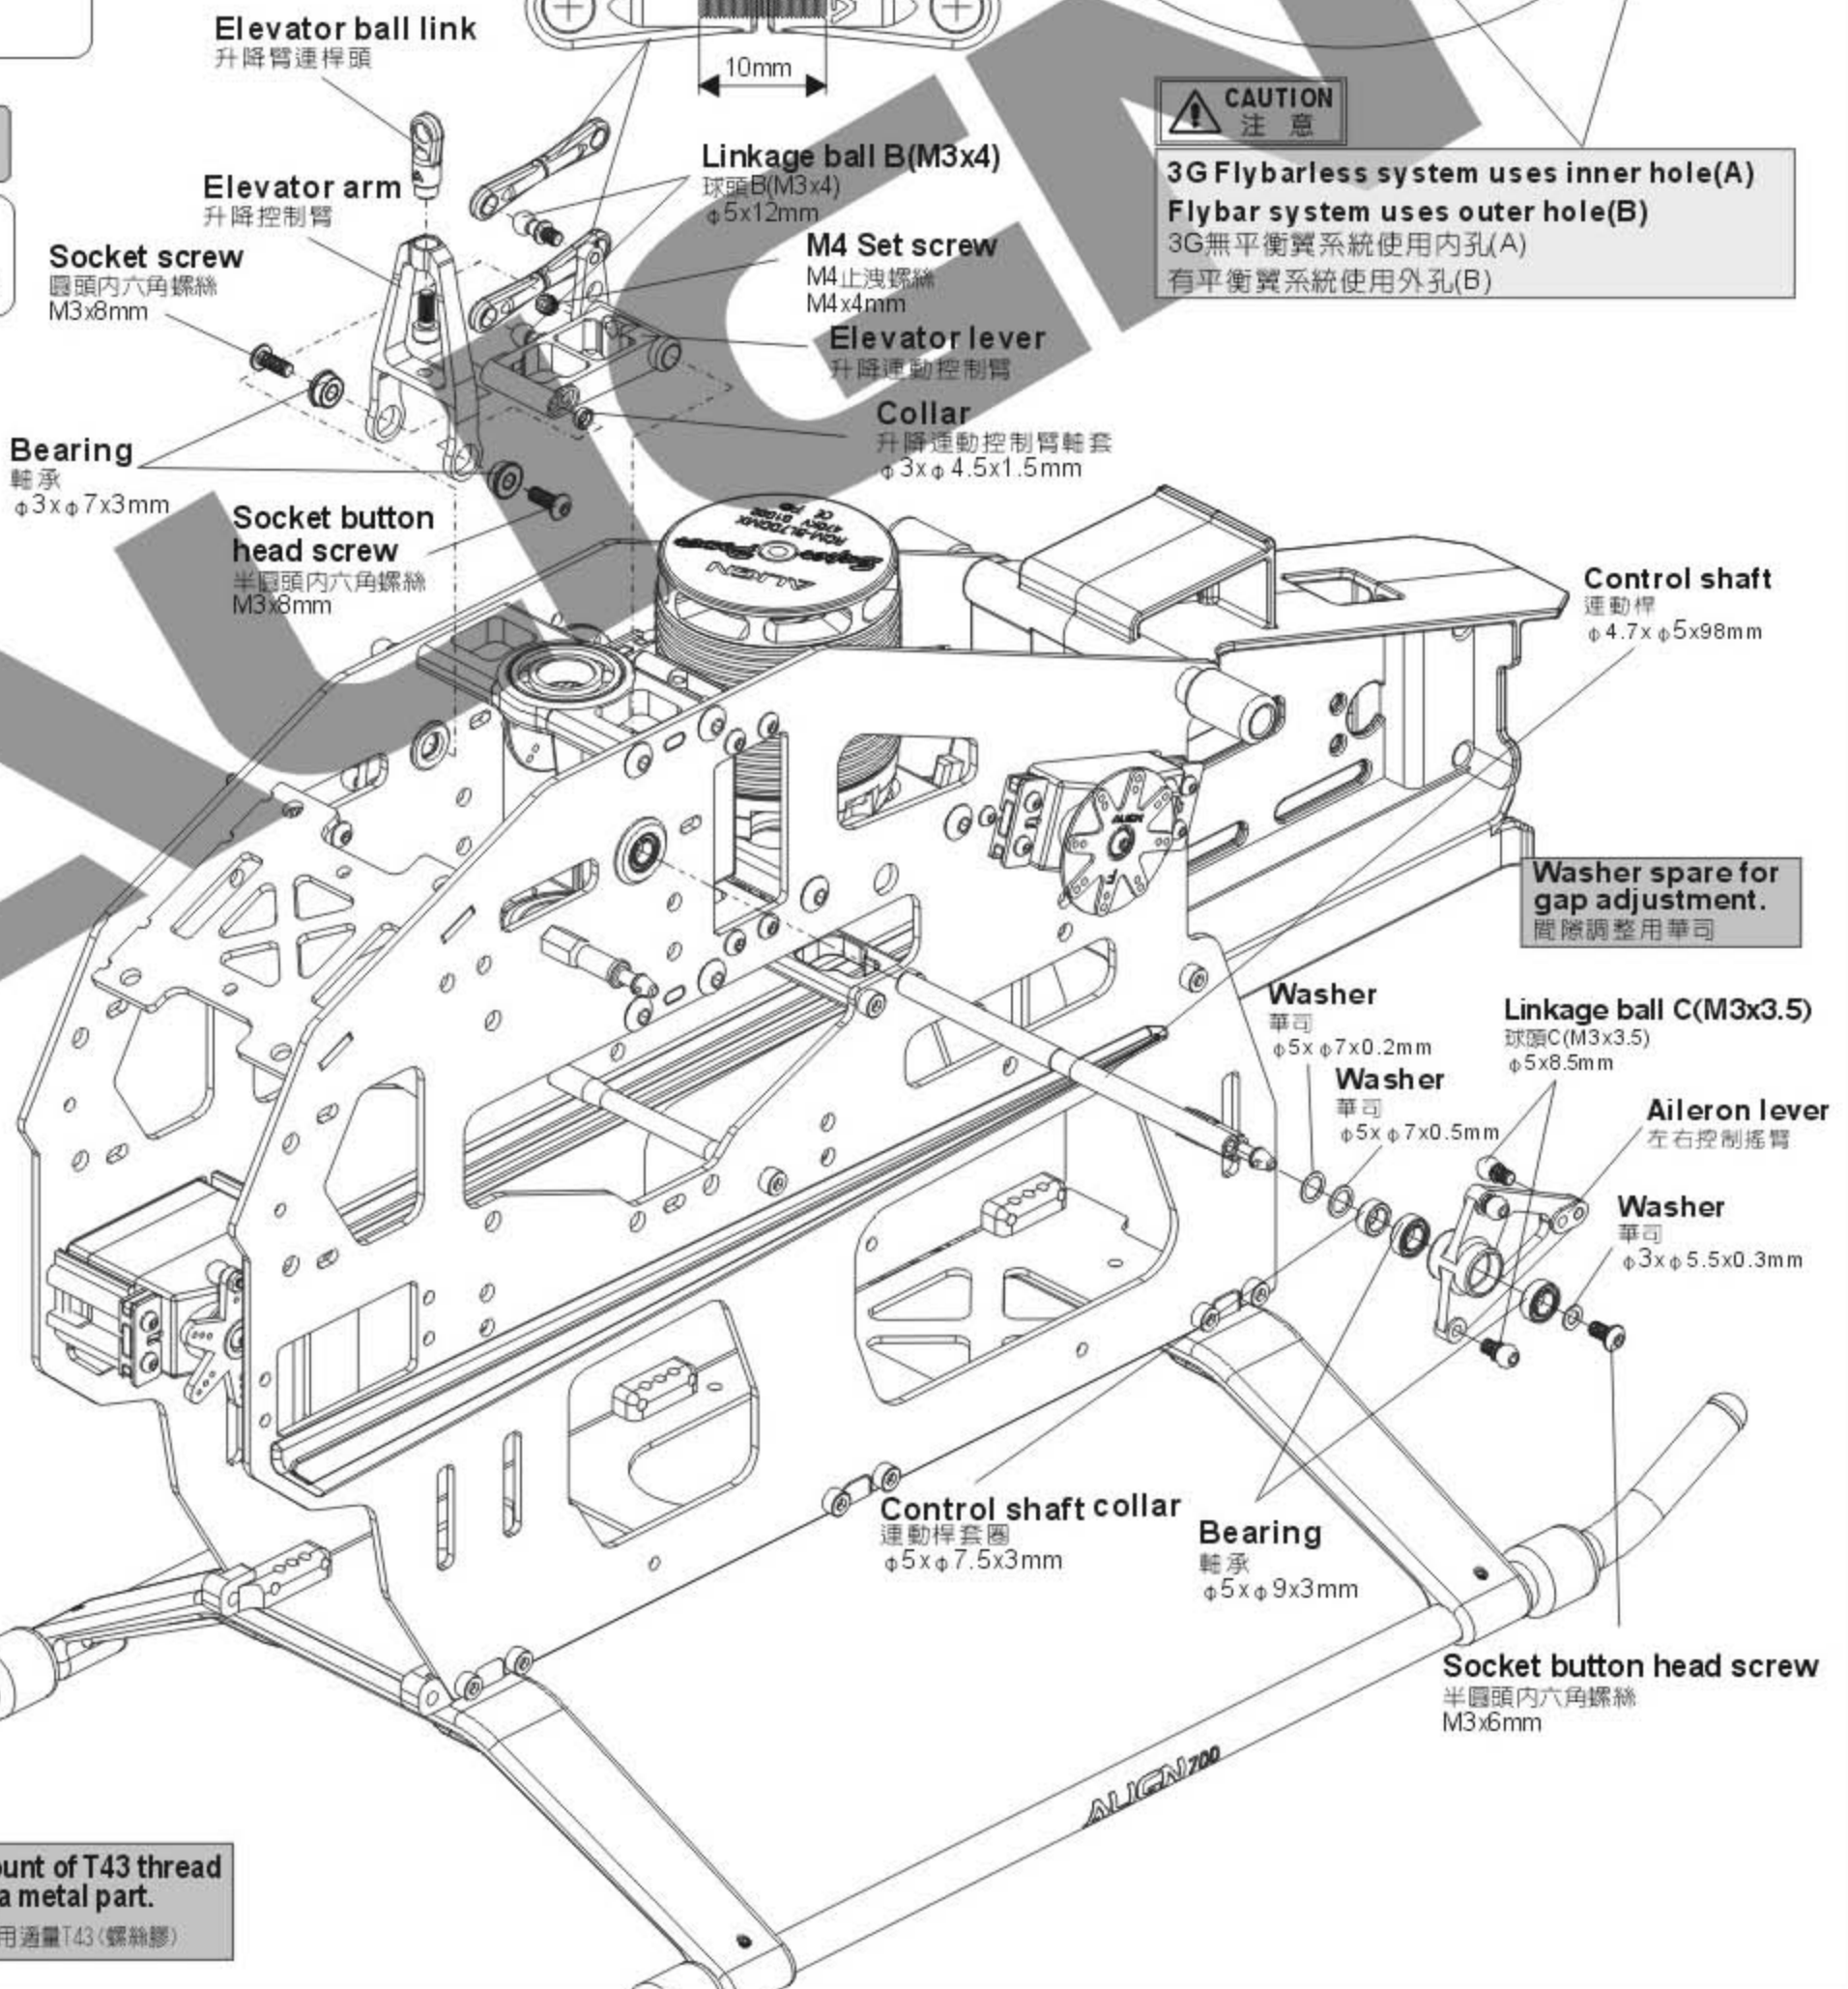 Elevator ball link
升降臂連桿頭
10mm
CAUTION
注 意
3G Flybarless system uses inner hole(A)
Flybar system uses outer hole(B)
3G無平衡翼系統使用內孔(A)
有平衡翼系統使用外孔(B)
Linkage ball B(M3x4)
球頭B(M3x4)
φ5x12mm
Elevator arm
升降控制臂
M4 Set screw
M4止洩螺絲
M4x4mm
Socket screw
圓頭內六角螺絲
M3x8mm
Elevator lever
升降連動控制臂
Collar
升降連動控制臂軸套
φ3xφ4.5x1.5mm
Bearing
軸承
φ3xφ7x3mm
Socket button
head screw
半圓頭內六角螺絲
M3x8mm
RCM-BL700MX
ALIGN
Control shaft
連動桿
φ4.7xφ5x98mm
Washer spare for
gap adjustment.
間隙調整用華司
Washer
華司
φ5xφ7x0.2mm
Washer
華司
φ5xφ7x0.5mm
Linkage ball C(M3x3.5)
球頭C(M3x3.5)
φ5x8.5mm
Aileron lever
左右控制搖臂
Washer
華司
φ3xφ5.5x0.3mm
Control shaft collar
連動桿套圈
φ5xφ7.5x3mm
Bearing
軸承
φ5xφ9x3mm
Socket button head screw
半圓頭內六角螺絲
M3x6mm
ALIGN 700
of T43 thread
a metal part.
用適量T43(螺絲膠)